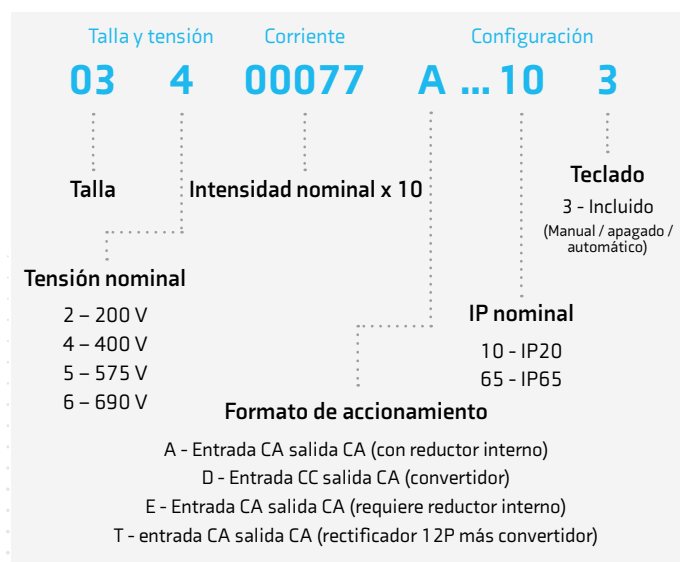 Talla y tensión Corriente Configuración
03 4 00077 A ... 10 3
Talla
Intensidad nominal x 10
Teclado
3 - Incluido
(Manual / apagado /
automático)
Tensión nominal
2 – 200 V
4 – 400 V
5 – 575 V
6 – 690 V
IP nominal
10 - IP20
65 - IP65
Formato de accionamiento
A - Entrada CA salida CA (con reductor interno)
D - Entrada CC salida CA (convertidor)
E - Entrada CA salida CA (requiere reductor interno)
T - entrada CA salida CA (rectificador 12P más convertidor)